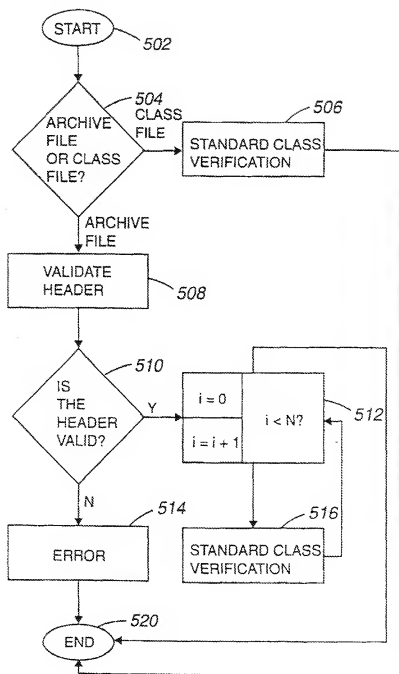 START
502
504
ARCHIVE
FILE
OR CLASS
FILE?
CLASS
FILE
506
STANDARD CLASS
VERIFICATION
ARCHIVE
FILE
VALIDATE
HEADER
508
510
IS
THE
HEADER
VALID?
Y
i = 0
i = i + 1
i < N?
512
N
514
ERROR
516
STANDARD CLASS
VERIFICATION
520
END